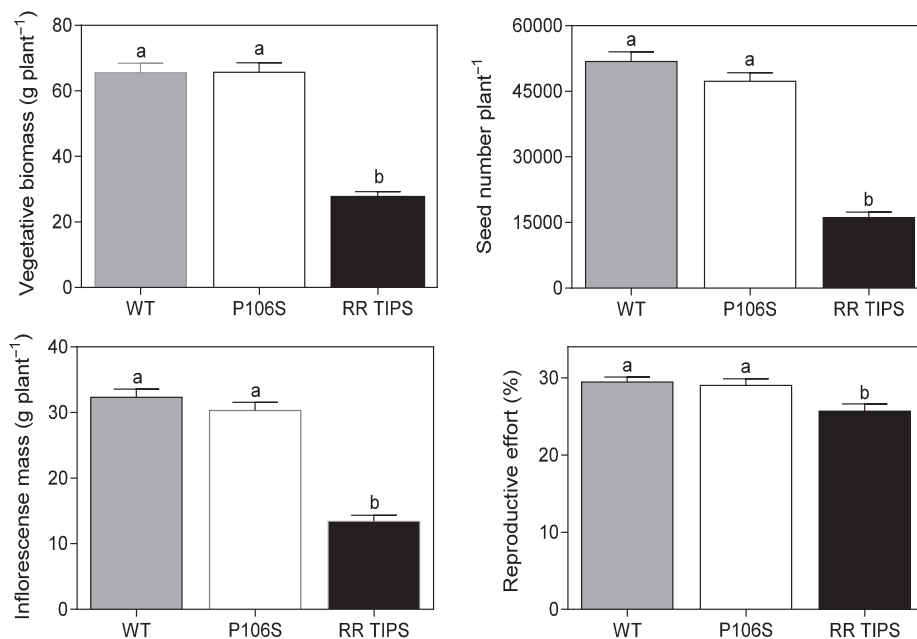 Vegetative biomass (g plant⁻¹)
80
60
40
20
0
a
a
b
WT
P106S
RR TIPS
Seed number plant⁻¹
60000
45000
30000
15000
0
a
a
b
WT
P106S
RR TIPS
Inflorescense mass (g plant⁻¹)
40
30
20
10
0
a
a
b
WT
P106S
RR TIPS
Reproductive effort (%)
30
20
10
0
a
a
b
WT
P106S
RR TIPS